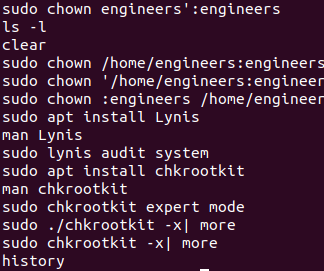 sudo chown engineers':engineers
ls -l
clear
sudo chown /home/engineers:engineers
sudo chown '/home/engineers:engineer
sudo chown :engineers /home/engineer
sudo apt install Lynis
man Lynis
sudo lynis audit system
sudo apt install chkrootkit
man chkrootkit
sudo chkrootkit expert mode
sudo ./chkrootkit -x| more
sudo chkrootkit -x| more
history